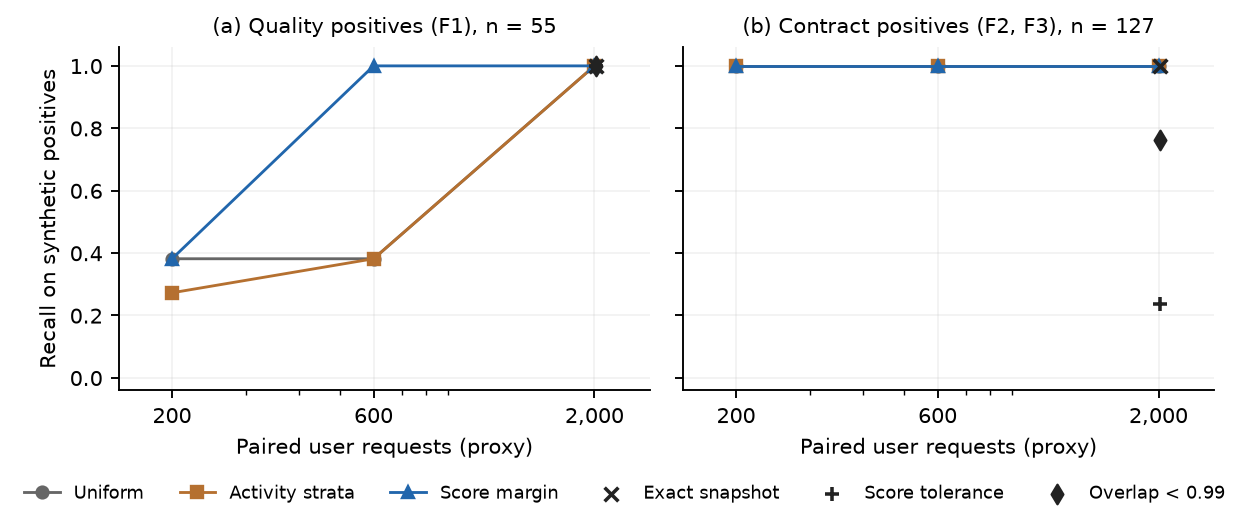 (a) Quality positives (F1), n = 55
(b) Contract positives (F2, F3), n = 127
Recall on synthetic positives
1.0
0.8
0.6
0.4
0.2
0.0
200
600
2,000
200
600
2,000
Paired user requests (proxy)
Paired user requests (proxy)
Uniform
Activity strata
Score margin
Exact snapshot
Score tolerance
Overlap < 0.99